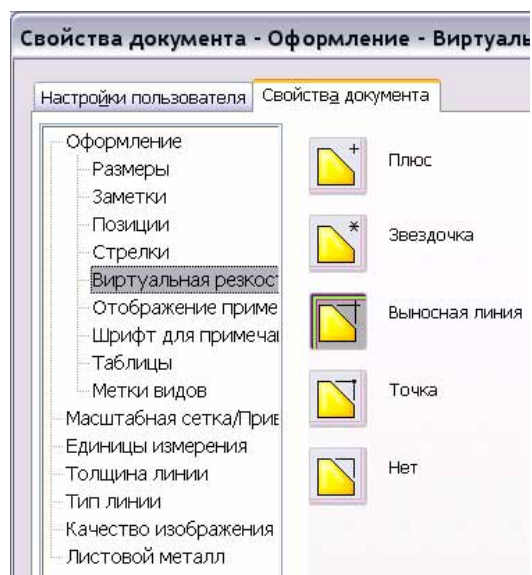 Свойства документа - Оформление - Виртуаль
Настройки пользователя Свойства документа
Оформление
Размеры
Заметки
Позиции
Стрелки
Виртуальная резкост
Отображение приме
Шрифт для примеча
Таблицы
Метки видов
Масштабная сетка/Прив
Единицы измерения
Толщина линии
Тип линии
Качество изображения
Листовой металл
Плюс
Звездочка
Выносная линия
Точка
Нет